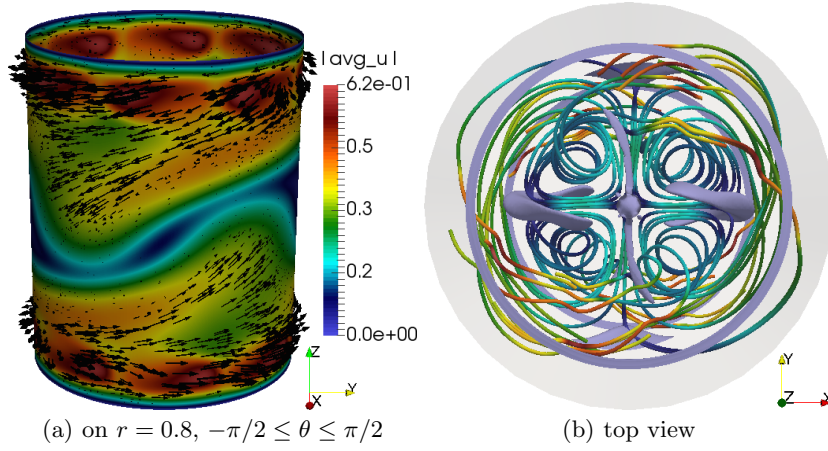 |avg_u|
6.2e-01
0.5
0.4
0.2
0.0e+00
Z
Y
X
Y
Z
X
(a) on r = 0.8, −π/2 ≤ θ ≤ π/2
(b) top view